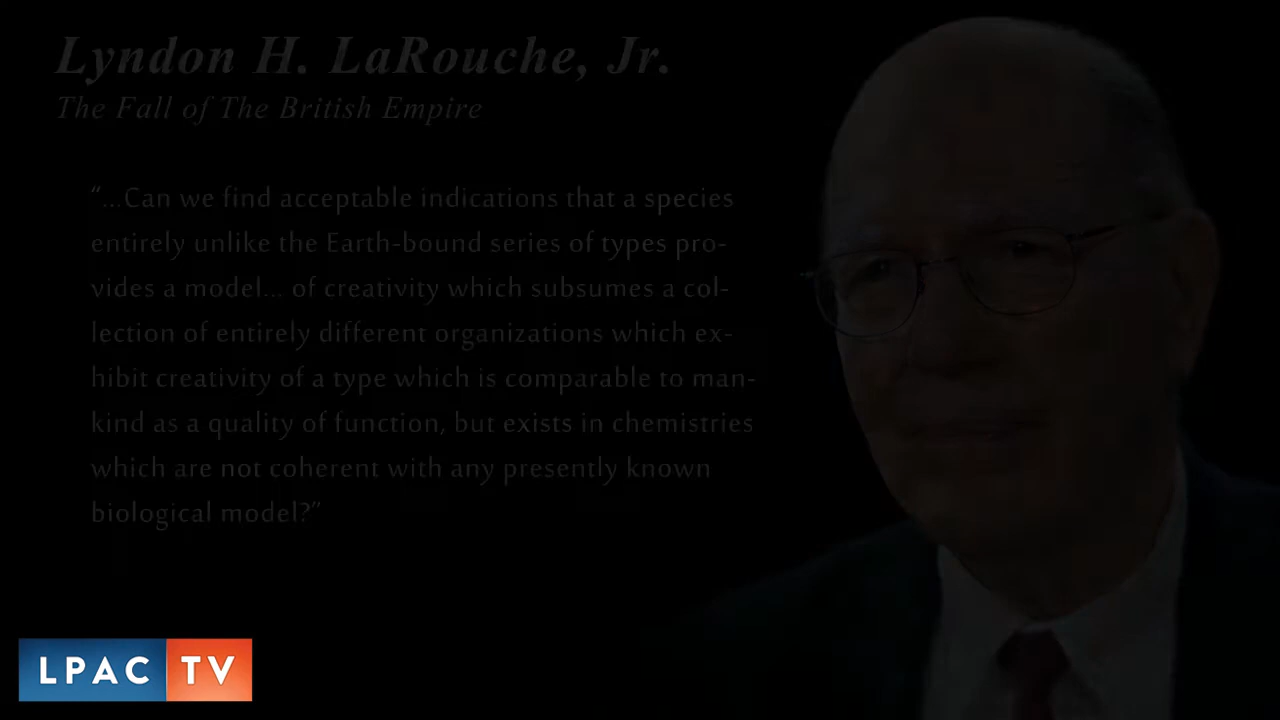 Lyndon H. LaRouche, Jr.
The Fall of The British Empire
“...Can we find acceptable indications that a species
entirely unlike the Earth-bound series of types pro-
vides a model... of creativity which subsumes a col-
lection of entirely different organizations which ex-
hibit creativity of a type which is comparable to man-
kind as a quality of function, but exists in chemistries
which are not coherent with any presently known
biological model?”
LPAC TV